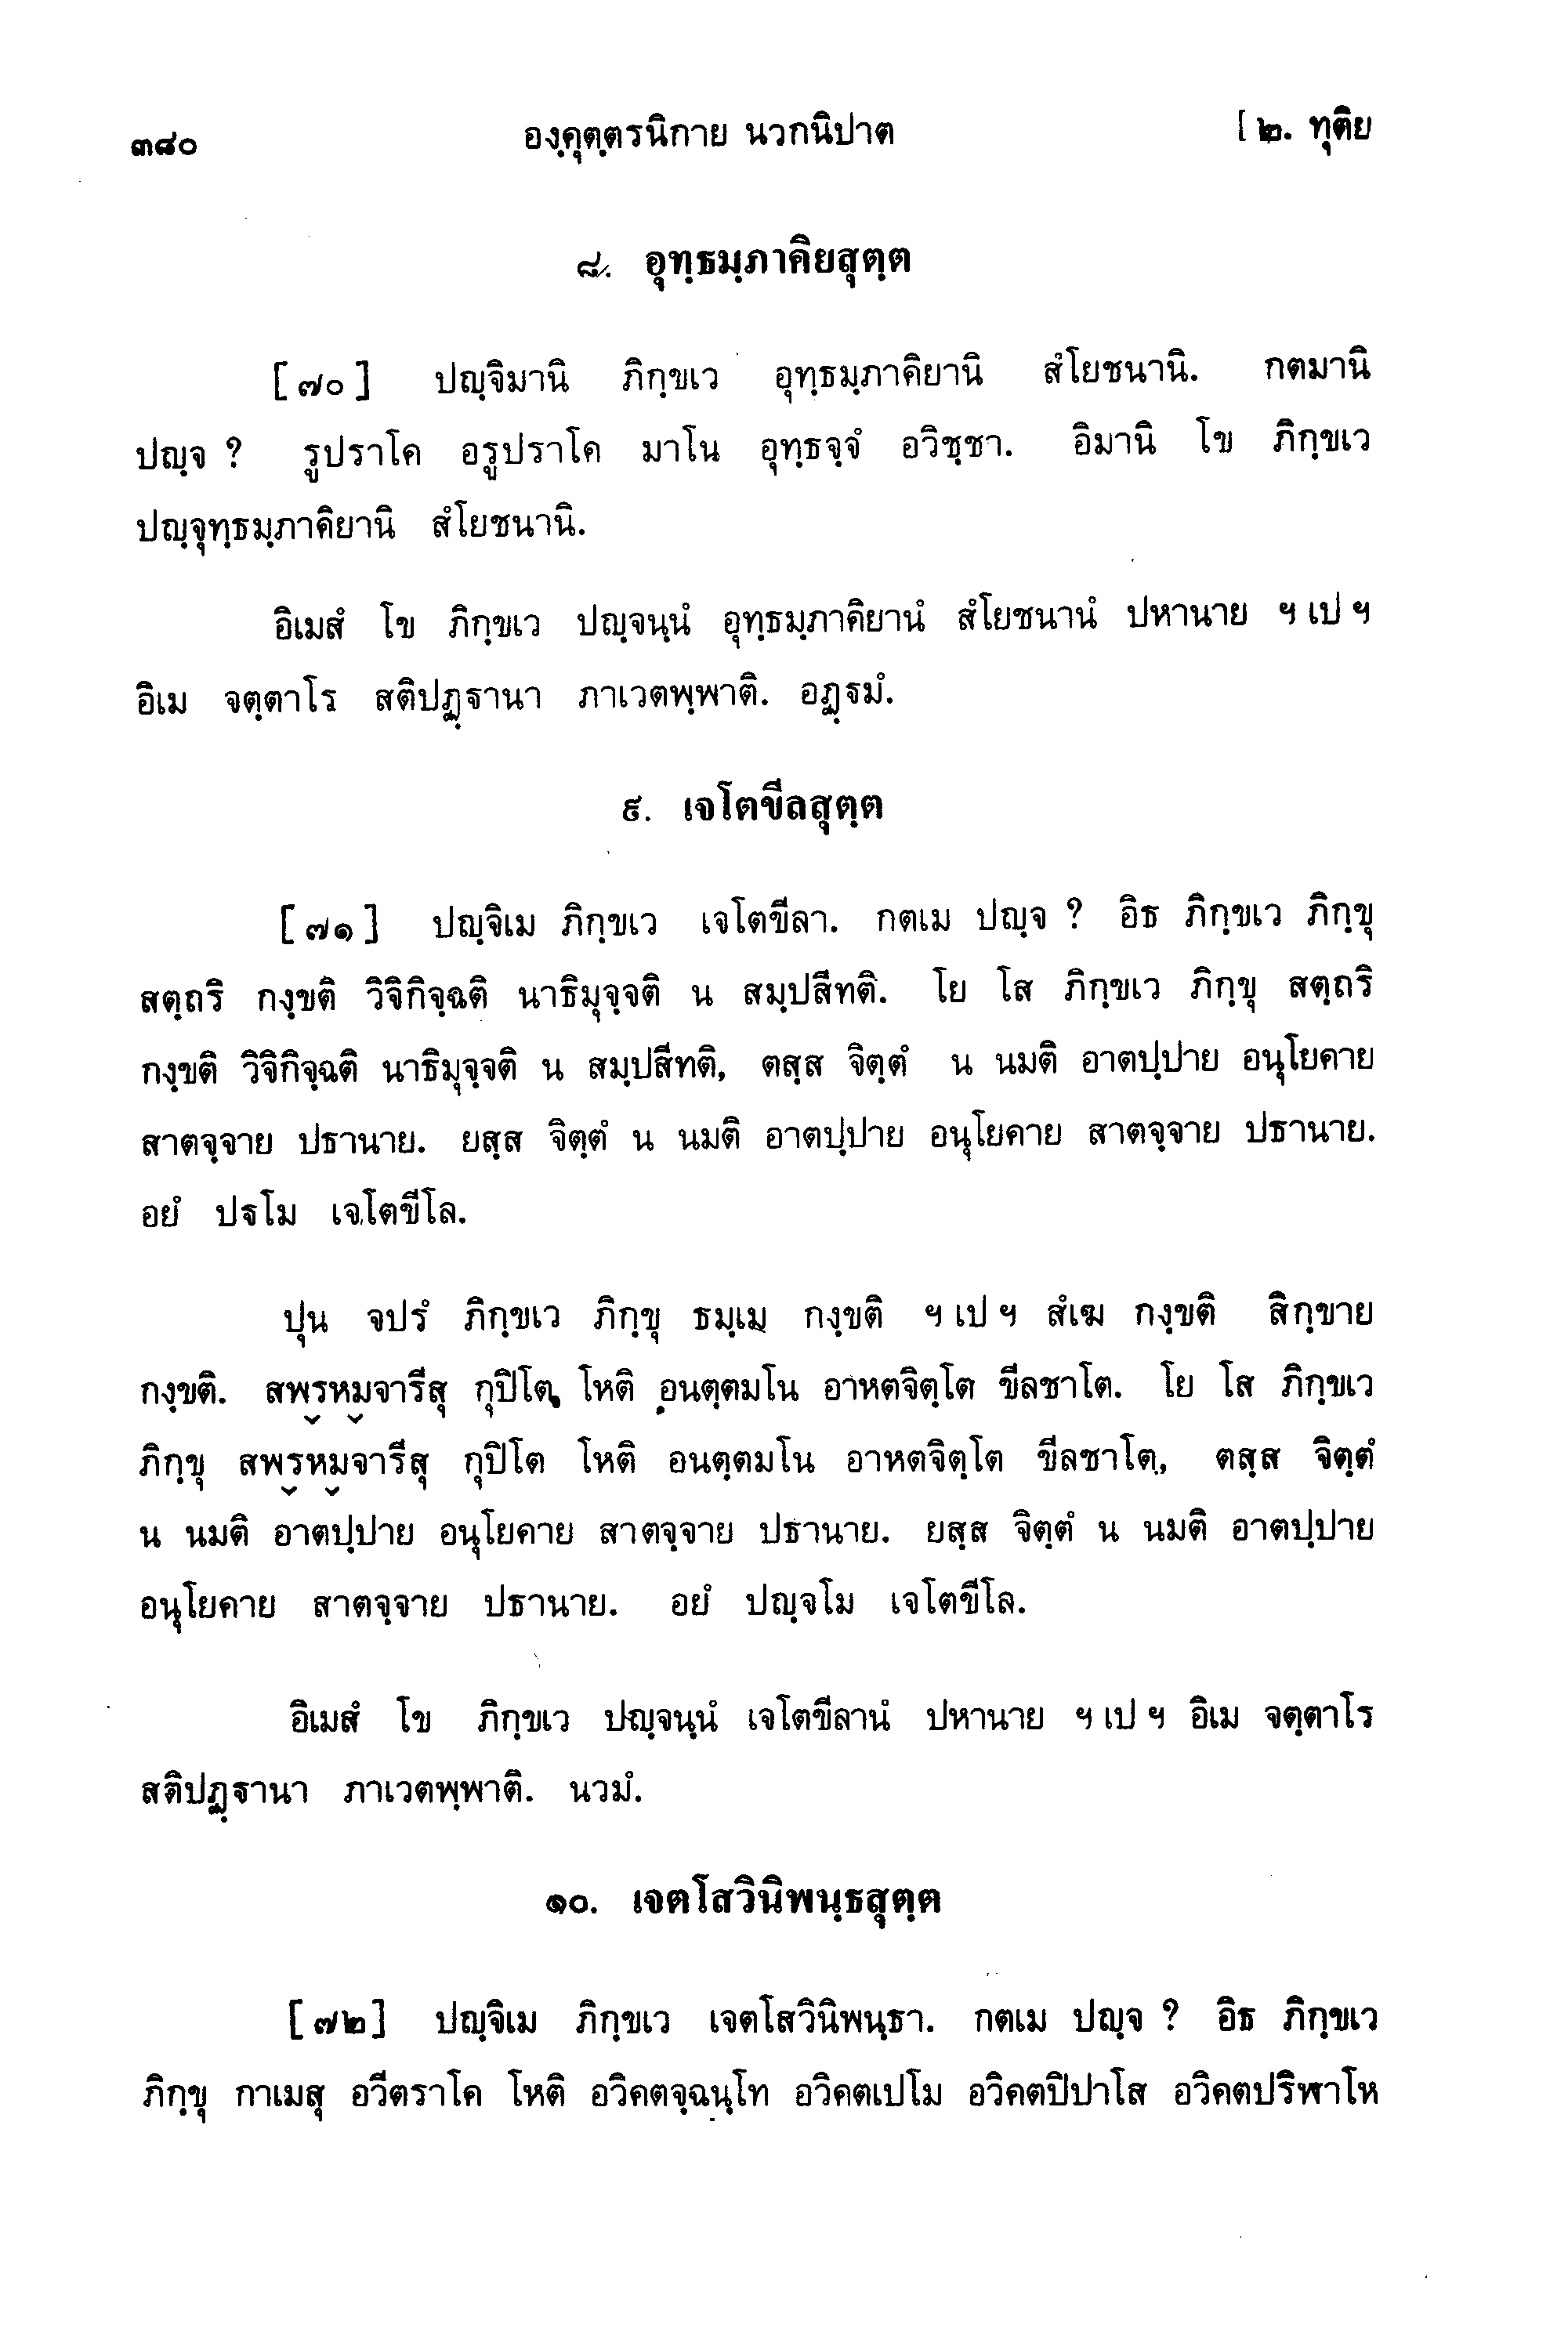 ๓๘๐ องฺคุตฺตรนิกาย นวกนิปาต [ ๒. ทุติย
๘. อุทฺธมฺภาคิยสุตฺต
[ ๗๐ ] ปญฺจิมานิ ภิกฺขเว อุทฺธมฺภาคิยานิ สํโยชนานิ. กตมานิ
ปญฺจ ? รูปราโค อรูปราโค มาโน อุทฺธจฺจํ อวิชฺชา. อิมานิ โข ภิกฺขเว
ปญฺจุทฺธมฺภาคิยานิ สํโยชนานิ.
อิเมสํ โข ภิกฺขเว ปญฺจนฺนํ อุทฺธมฺภาคิยานํ สํโยชนานํ ปหานาย ฯ เป ฯ
อิเม จตฺตาโร สติปฏฺฐานา ภาเวตพฺพาติ. อฏฺฐมํ.
๙. เจโตขีลสุตฺต
[ ๗๑ ] ปญฺจิเม ภิกฺขเว เจโตขีลา. กตเม ปญฺจ ? อิธ ภิกฺขเว ภิกฺขุ
สตฺถริ กงฺขติ วิจิกิจฺฉติ นาธิมุจฺจติ น สมฺปสีทติ. โย โส ภิกฺขเว ภิกฺขุ สตฺถริ
กงฺขติ วิจิกิจฺฉติ นาธิมุจฺจติ น สมฺปสีทติ, ตสฺส จิตฺตํ น นมติ อาตปฺปาย อนุโยคาย
สาตจฺจาย ปธานาย. ยสฺส จิตฺตํ น นมติ อาตปฺปาย อนุโยคาย สาตจฺจาย ปธานาย.
อยํ ปฐโม เจโตขีโล.
ปุน จปรํ ภิกฺขเว ภิกฺขุ ธมฺเม กงฺขติ ฯ เป ฯ สํเฆ กงฺขติ สิกฺขาย
กงฺขติ. สพฺรหฺมจารีสุ กุปิโต โหติ อนตฺตมโน อาหตจิตฺโต ขีลชาโต. โย โส ภิกฺขเว
ภิกฺขุ สพฺรหฺมจารีสุ กุปิโต โหติ อนตฺตมโน อาหตจิตฺโต ขีลชาโต, ตสฺส จิตฺตํ
น นมติ อาตปฺปาย อนุโยคาย สาตจฺจาย ปธานาย. ยสฺส จิตฺตํ น นมติ อาตปฺปาย
อนุโยคาย สาตจฺจาย ปธานาย. อยํ ปญฺจโม เจโตขีโล.
อิเมสํ โข ภิกฺขเว ปญฺจนฺนํ เจโตขีลานํ ปหานาย ฯ เป ฯ อิเม จตฺตาโร
สติปฏฺฐานา ภาเวตพฺพาติ. นวมํ.
๑๐. เจตโสวินิพนฺธสุตฺต
[ ๗๒ ] ปญฺจิเม ภิกฺขเว เจตโสวินิพนฺธา. กตเม ปญฺจ ? อิธ ภิกฺขเว
ภิกฺขุ กาเมสุ อวีตราโค โหติ อวิคตจฺฉนฺโท อวิคตเปโม อวิคตปิปาโส อวิคตปริฬาโห